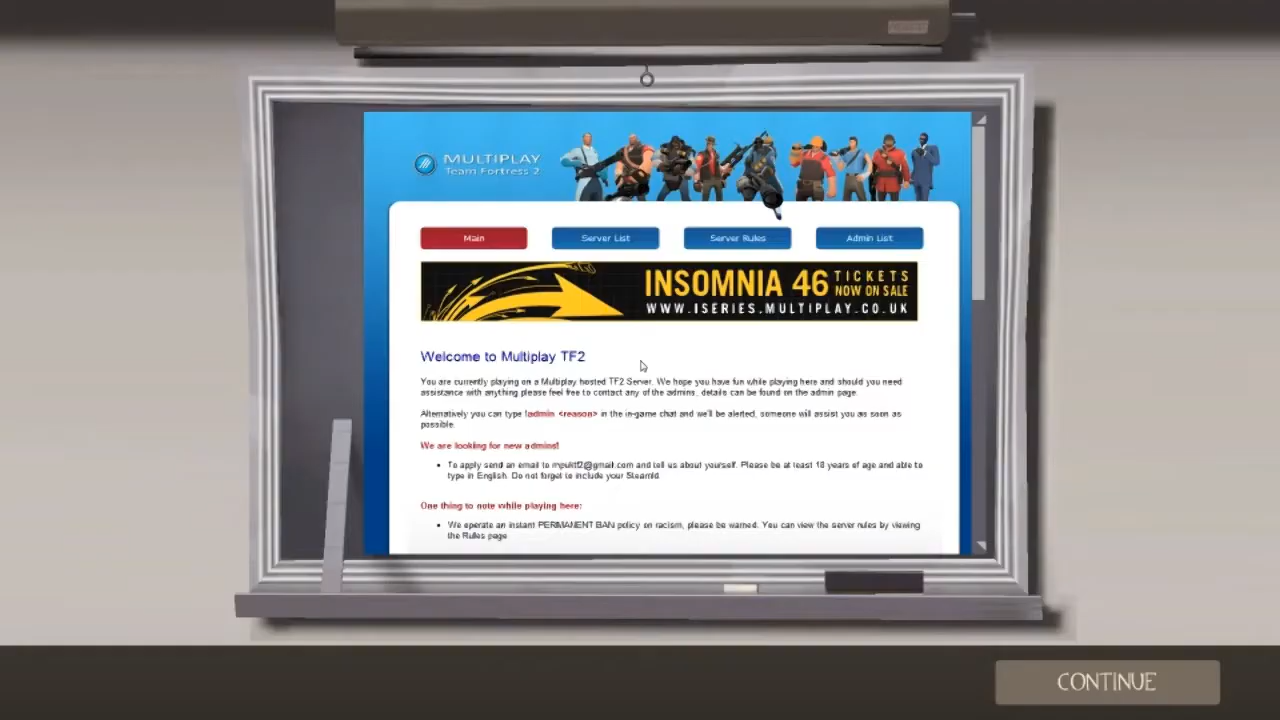 MULTIPLAY
Team Fortress 2
Main
Server List
Server Rules
Admin List
INSOMNIA 46 TICKETS NOW ON SALE
WWW.ISERIES.MULTIPLAY.CO.UK
Welcome to Multiplay TF2
You are currently playing on a Multiplay hosted TF2 Server. We hope you have fun while playing here and should you need
assistance with anything please feel free to contact any of the admins, details can be found on the admin page.
Alternatively you can type !admin <reason> in the in-game chat and we'll be alerted, someone will assist you as soon as
possible.
We are looking for new admins!
• To apply send an email to mpuktf2@gmail.com and tell us about yourself. Please be at least 18 years of age and able to
type in English. Do not forget to include your SteamId.
One thing to note while playing here:
• We operate an instant PERMANENT BAN policy on racism, please be warned. You can view the server rules by viewing
the Rules page
CONTINUE